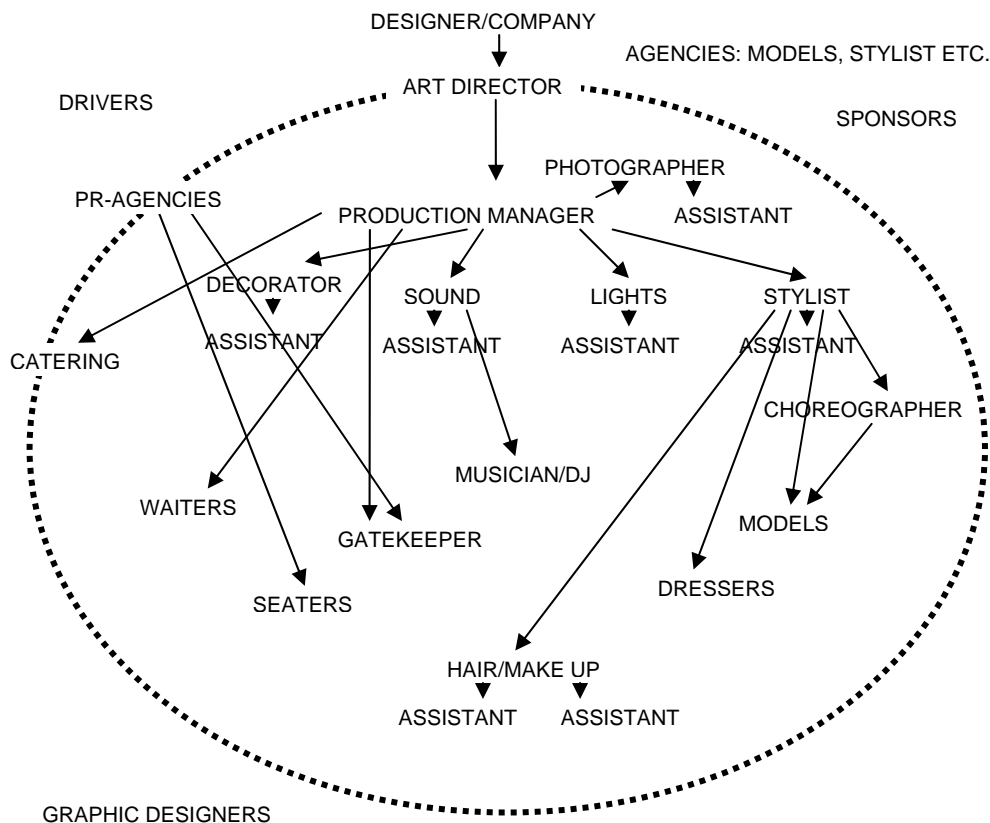 DESIGNER/COMPANY
AGENCIES: MODELS, STYLIST ETC.
ART DIRECTOR
DRIVERS
SPONSORS
PHOTOGRAPHER
PR-AGENCIES
PRODUCTION MANAGER
ASSISTANT
DECORATOR
SOUND
LIGHTS
STYLIST
ASSISTANT
ASSISTANT
ASSISTANT
ASSISTANT
CATERING
CHOREOGRAPHER
MUSICIAN/DJ
WAITERS
MODELS
GATEKEEPER
DRESSERS
SEATERS
HAIR/MAKE UP
ASSISTANT
ASSISTANT
GRAPHIC DESIGNERS